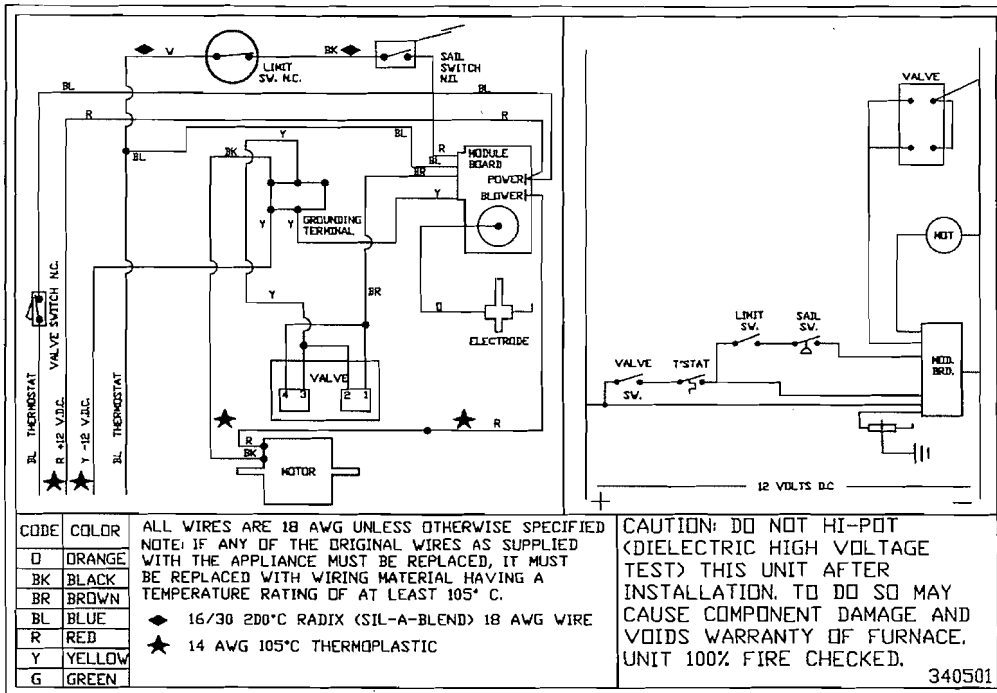 W
BK
LIMIT
SW. N.C.
SAIL
SWITCH
N.O.
BL
BL
R
R
Y
BL
BK
BL
R
BL
BR
Y
MODULE
BOARD
POWER
BLOWER
Y
Y
GROUNDING
TERMINAL
Y
BR
O
ELECTRODE
VALVE SWITCH N.C.
VALVE
4 3
2 1
BL THERMOSTAT
R +12 V.D.C.
Y -12 V.D.C.
BL THERMOSTAT
R
R
BK
MOTOR
VALVE
MOT
LIMIT
SW.
SAIL
SW.
VALVE
SW.
T'STAT
MOD.
BRD.
12 VOLTS D.C
+
-
CODE COLOR
O ORANGE
BK BLACK
BR BROWN
BL BLUE
R RED
Y YELLOW
G GREEN
ALL WIRES ARE 18 AWG UNLESS OTHERWISE SPECIFIED
NOTE: IF ANY OF THE ORIGINAL WIRES AS SUPPLIED
WITH THE APPLIANCE MUST BE REPLACED, IT MUST
BE REPLACED WITH WIRING MATERIAL HAVING A
TEMPERATURE RATING OF AT LEAST 105° C.
16/30 200°C RADIX (SIL-A-BLEND) 18 AWG WIRE
14 AWG 105°C THERMOPLASTIC
CAUTION: DO NOT HI-POT
(DIELECTRIC HIGH VOLTAGE
TEST) THIS UNIT AFTER
INSTALLATION. TO DO SO MAY
CAUSE COMPONENT DAMAGE AND
VOIDS WARRANTY OF FURNACE.
UNIT 100% FIRE CHECKED.
340501